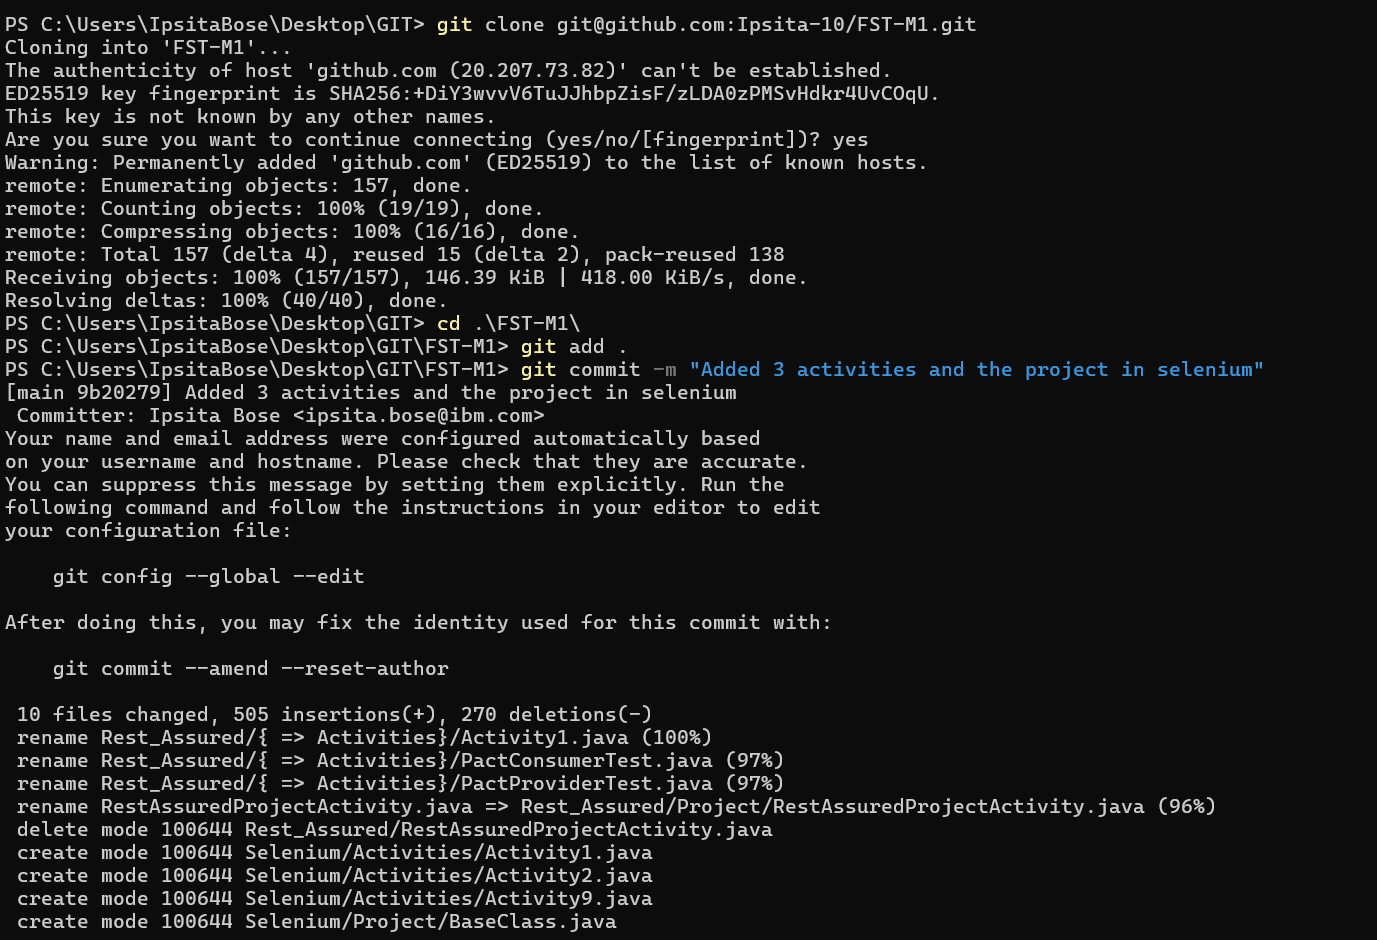 PS C:\Users\IpsitaBose\Desktop\GIT> git clone git@github.com:Ipsita-10/FST-M1.git
Cloning into 'FST-M1'...
The authenticity of host 'github.com (20.207.73.82)' can't be established.
ED25519 key fingerprint is SHA256:+DiY3wvvV6TuJJhbpZisF/zLDA0zPMSvHdkr4UvCOqU.
This key is not known by any other names.
Are you sure you want to continue connecting (yes/no/[fingerprint])? yes
Warning: Permanently added 'github.com' (ED25519) to the list of known hosts.
remote: Enumerating objects: 157, done.
remote: Counting objects: 100% (19/19), done.
remote: Compressing objects: 100% (16/16), done.
remote: Total 157 (delta 4), reused 15 (delta 2), pack-reused 138
Receiving objects: 100% (157/157), 146.39 KiB | 418.00 KiB/s, done.
Resolving deltas: 100% (40/40), done.
PS C:\Users\IpsitaBose\Desktop\GIT> cd .\FST-M1\
PS C:\Users\IpsitaBose\Desktop\GIT\FST-M1> git add .
PS C:\Users\IpsitaBose\Desktop\GIT\FST-M1> git commit -m "Added 3 activities and the project in selenium"
[main 9b20279] Added 3 activities and the project in selenium
 Committer: Ipsita Bose <ipsita.bose@ibm.com>
Your name and email address were configured automatically based
on your username and hostname. Please check that they are accurate.
You can suppress this message by setting them explicitly. Run the
following command and follow the instructions in your editor to edit
your configuration file:

    git config --global --edit

After doing this, you may fix the identity used for this commit with:

    git commit --amend --reset-author

 10 files changed, 505 insertions(+), 270 deletions(-)
 rename Rest_Assured/{ => Activities}/Activity1.java (100%)
 rename Rest_Assured/{ => Activities}/PactConsumerTest.java (97%)
 rename Rest_Assured/{ => Activities}/PactProviderTest.java (97%)
 rename RestAssuredProjectActivity.java => Rest_Assured/Project/RestAssuredProjectActivity.java (96%)
 delete mode 100644 Rest_Assured/RestAssuredProjectActivity.java
 create mode 100644 Selenium/Activities/Activity1.java
 create mode 100644 Selenium/Activities/Activity2.java
 create mode 100644 Selenium/Activities/Activity9.java
 create mode 100644 Selenium/Project/BaseClass.java